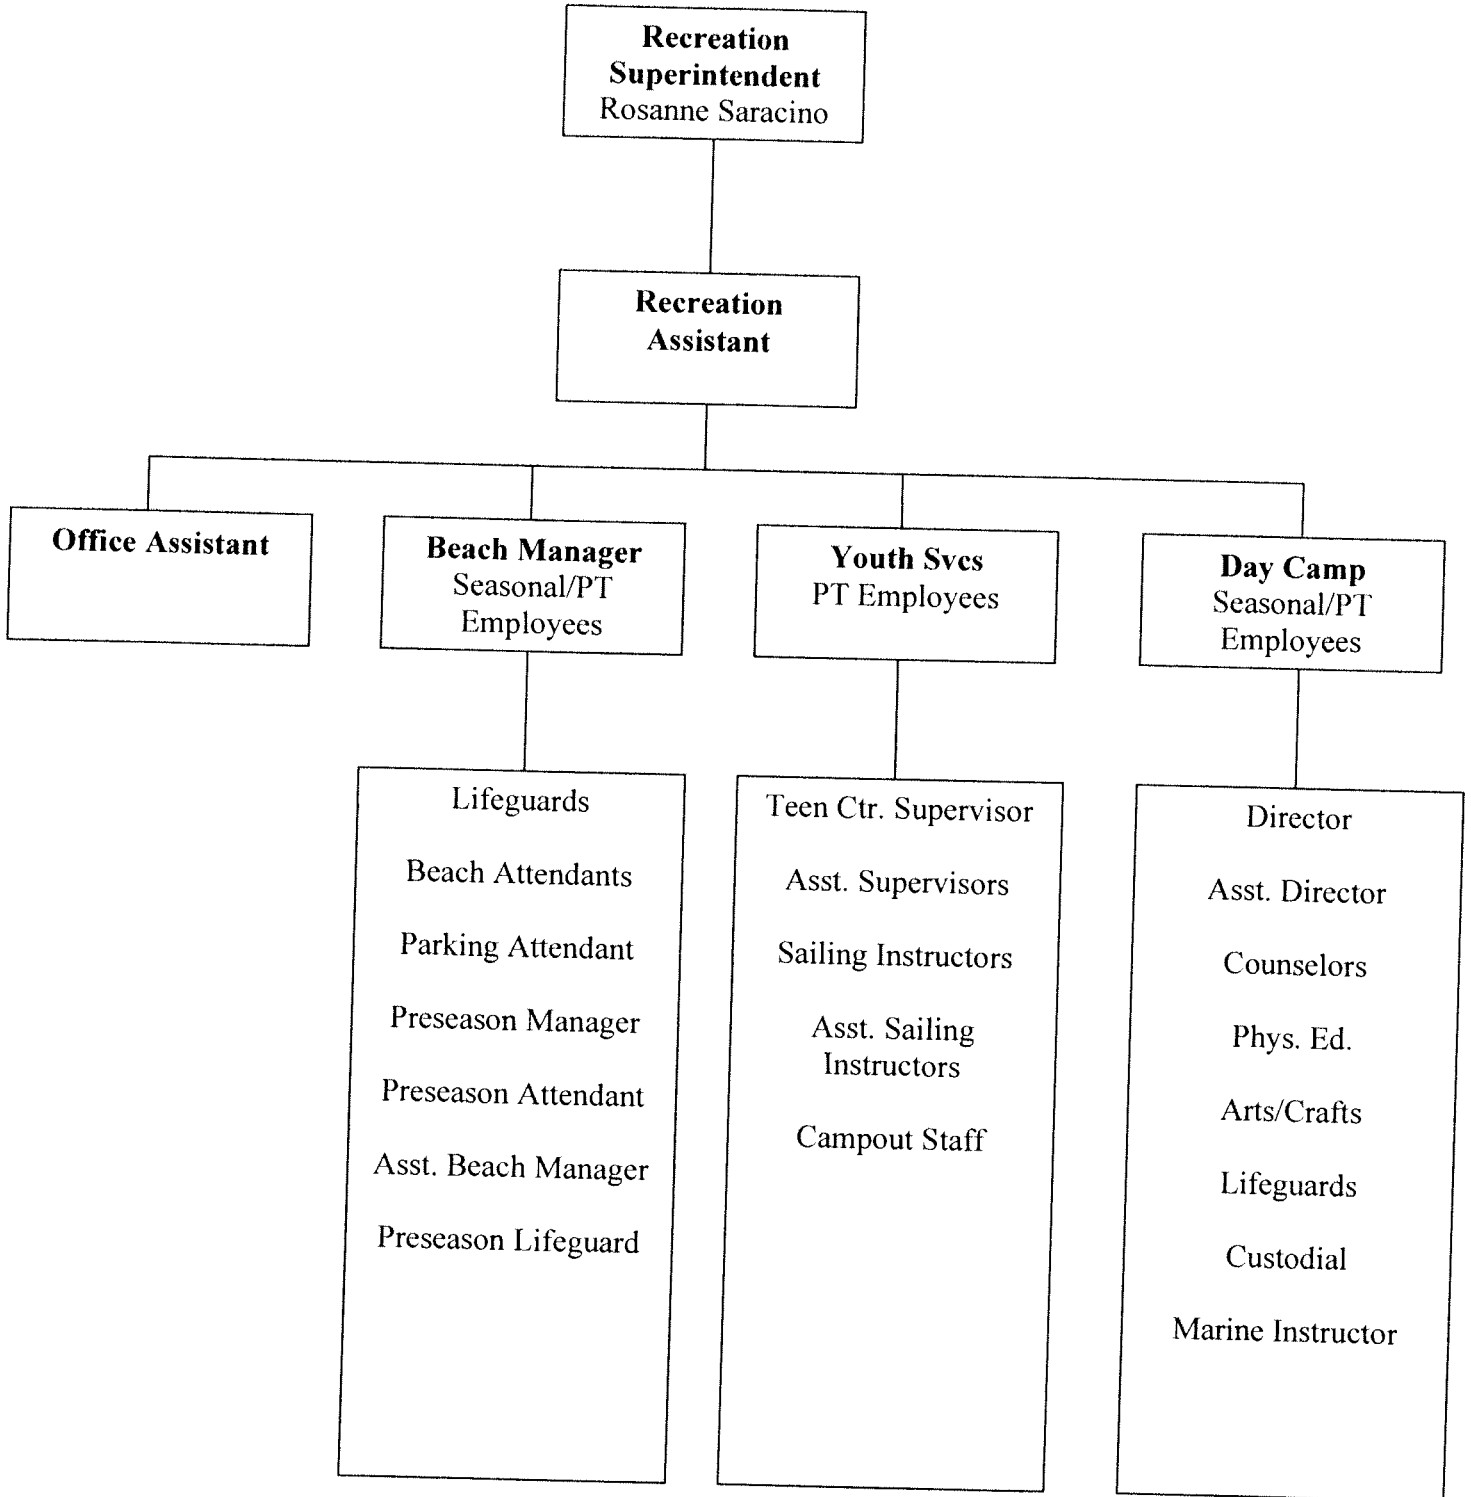 Recreation
Superintendent
Rosanne Saracino
Recreation
Assistant
Office Assistant
Beach Manager
Seasonal/PT
Employees
Youth Svcs
PT Employees
Day Camp
Seasonal/PT
Employees
Lifeguards
Beach Attendants
Parking Attendant
Preseason Manager
Preseason Attendant
Asst. Beach Manager
Preseason Lifeguard
Teen Ctr. Supervisor
Asst. Supervisors
Sailing Instructors
Asst. Sailing
Instructors
Campout Staff
Director
Asst. Director
Counselors
Phys. Ed.
Arts/Crafts
Lifeguards
Custodial
Marine Instructor